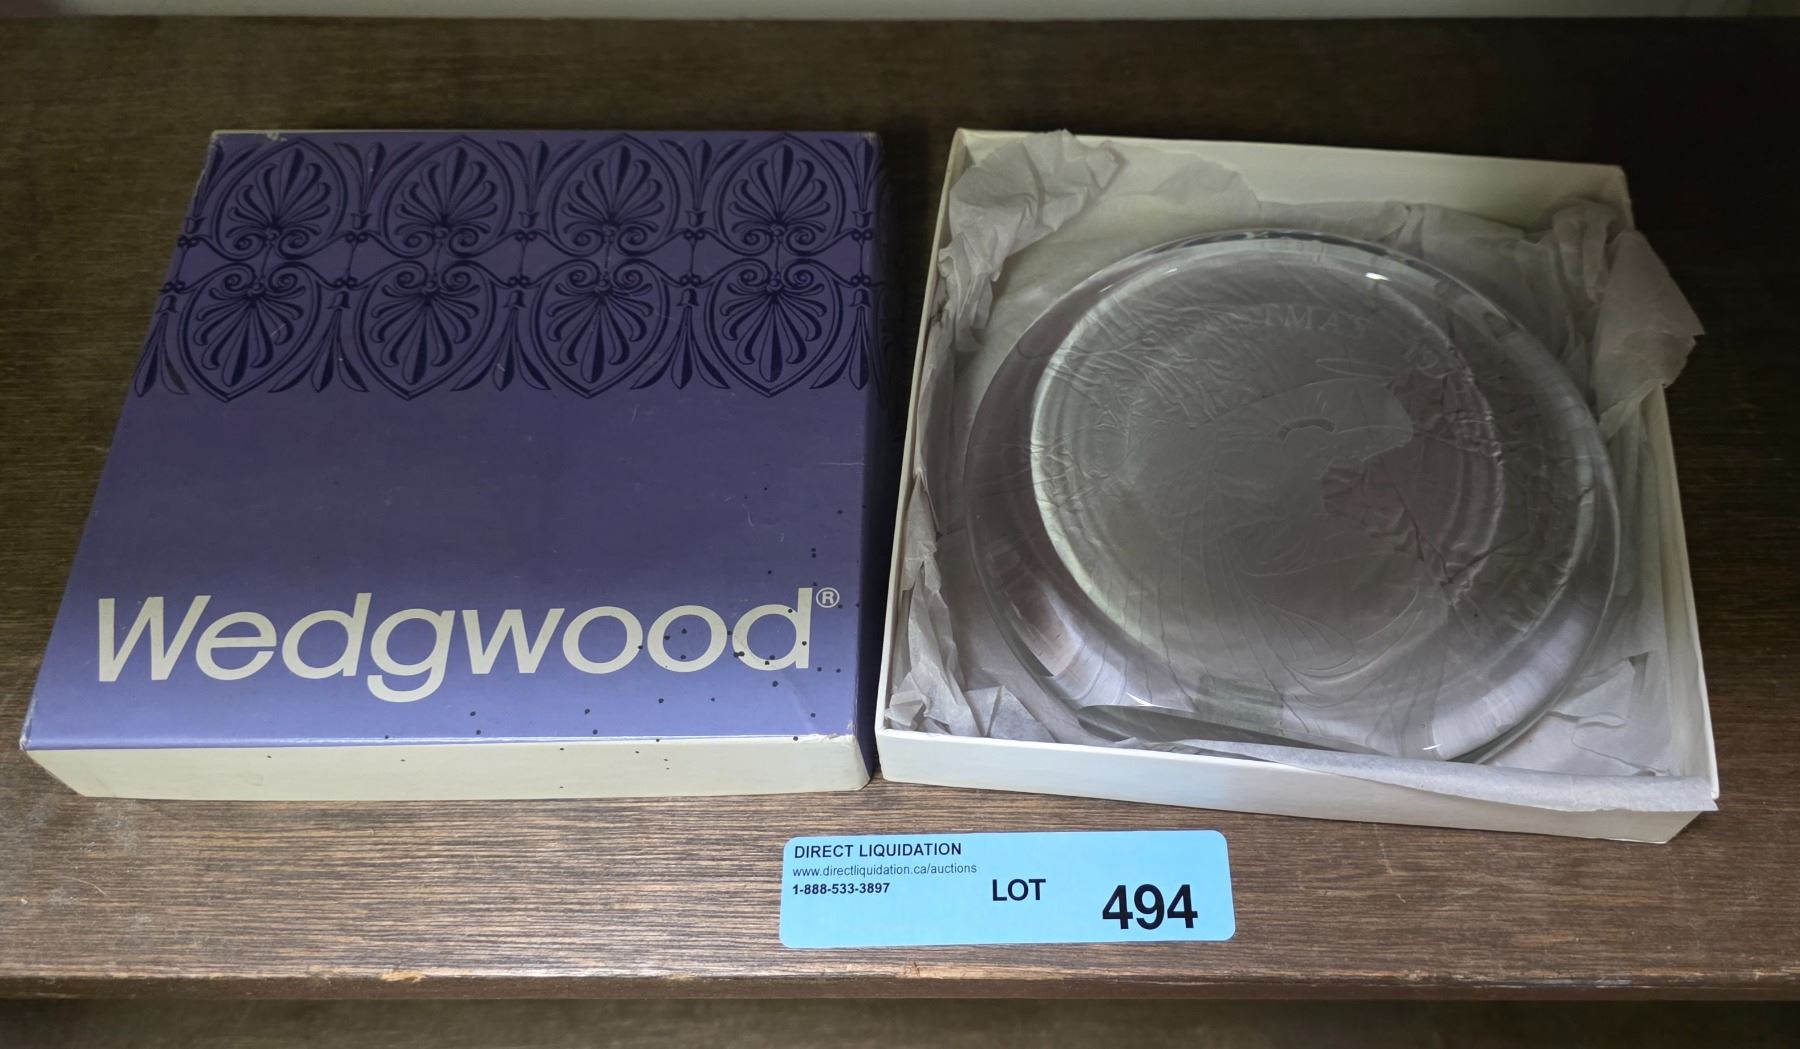 Wedgwood®
DIRECT LIQUIDATION
www.directliquidation.ca/auctions
1-888-533-3897
LOT 494